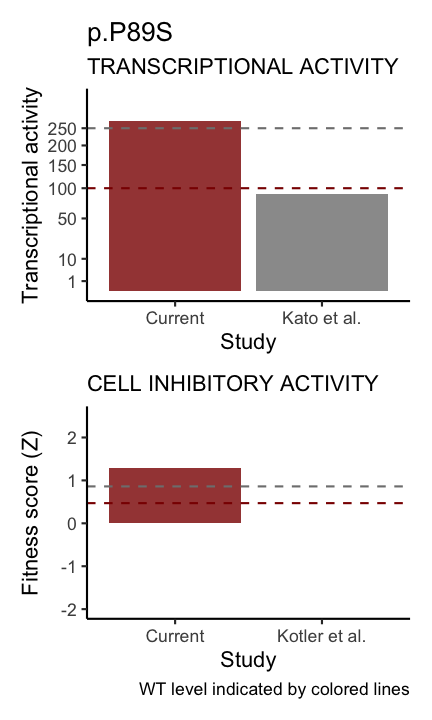 p.P89S
TRANSCRIPTIONAL ACTIVITY
Transcriptional activity
250
200
150
100
50
10
1
Current
Kato et al.
Study
CELL INHIBITORY ACTIVITY
Fitness score (Z)
2
1
0
-1
-2
Current
Kotler et al.
Study
WT level indicated by colored lines